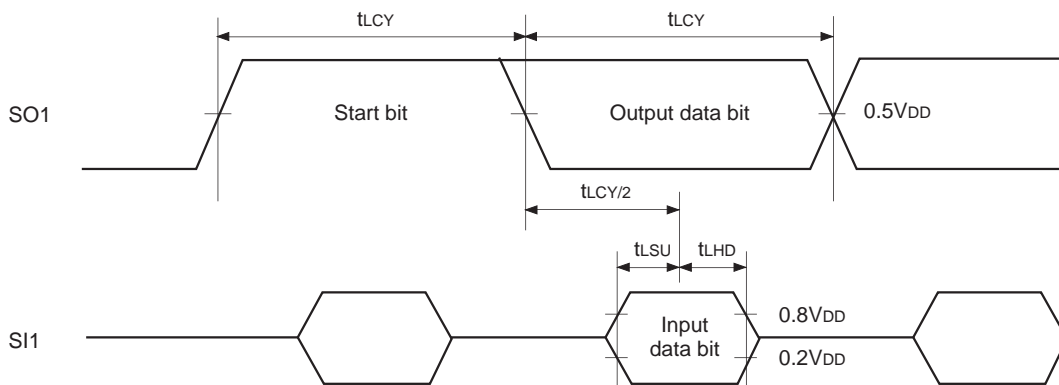 tLCY tLCY
SO1 Start bit Output data bit 0.5VDD
tLCY/2
tLSU tLHD
SI1 Input data bit 0.8VDD
0.2VDD